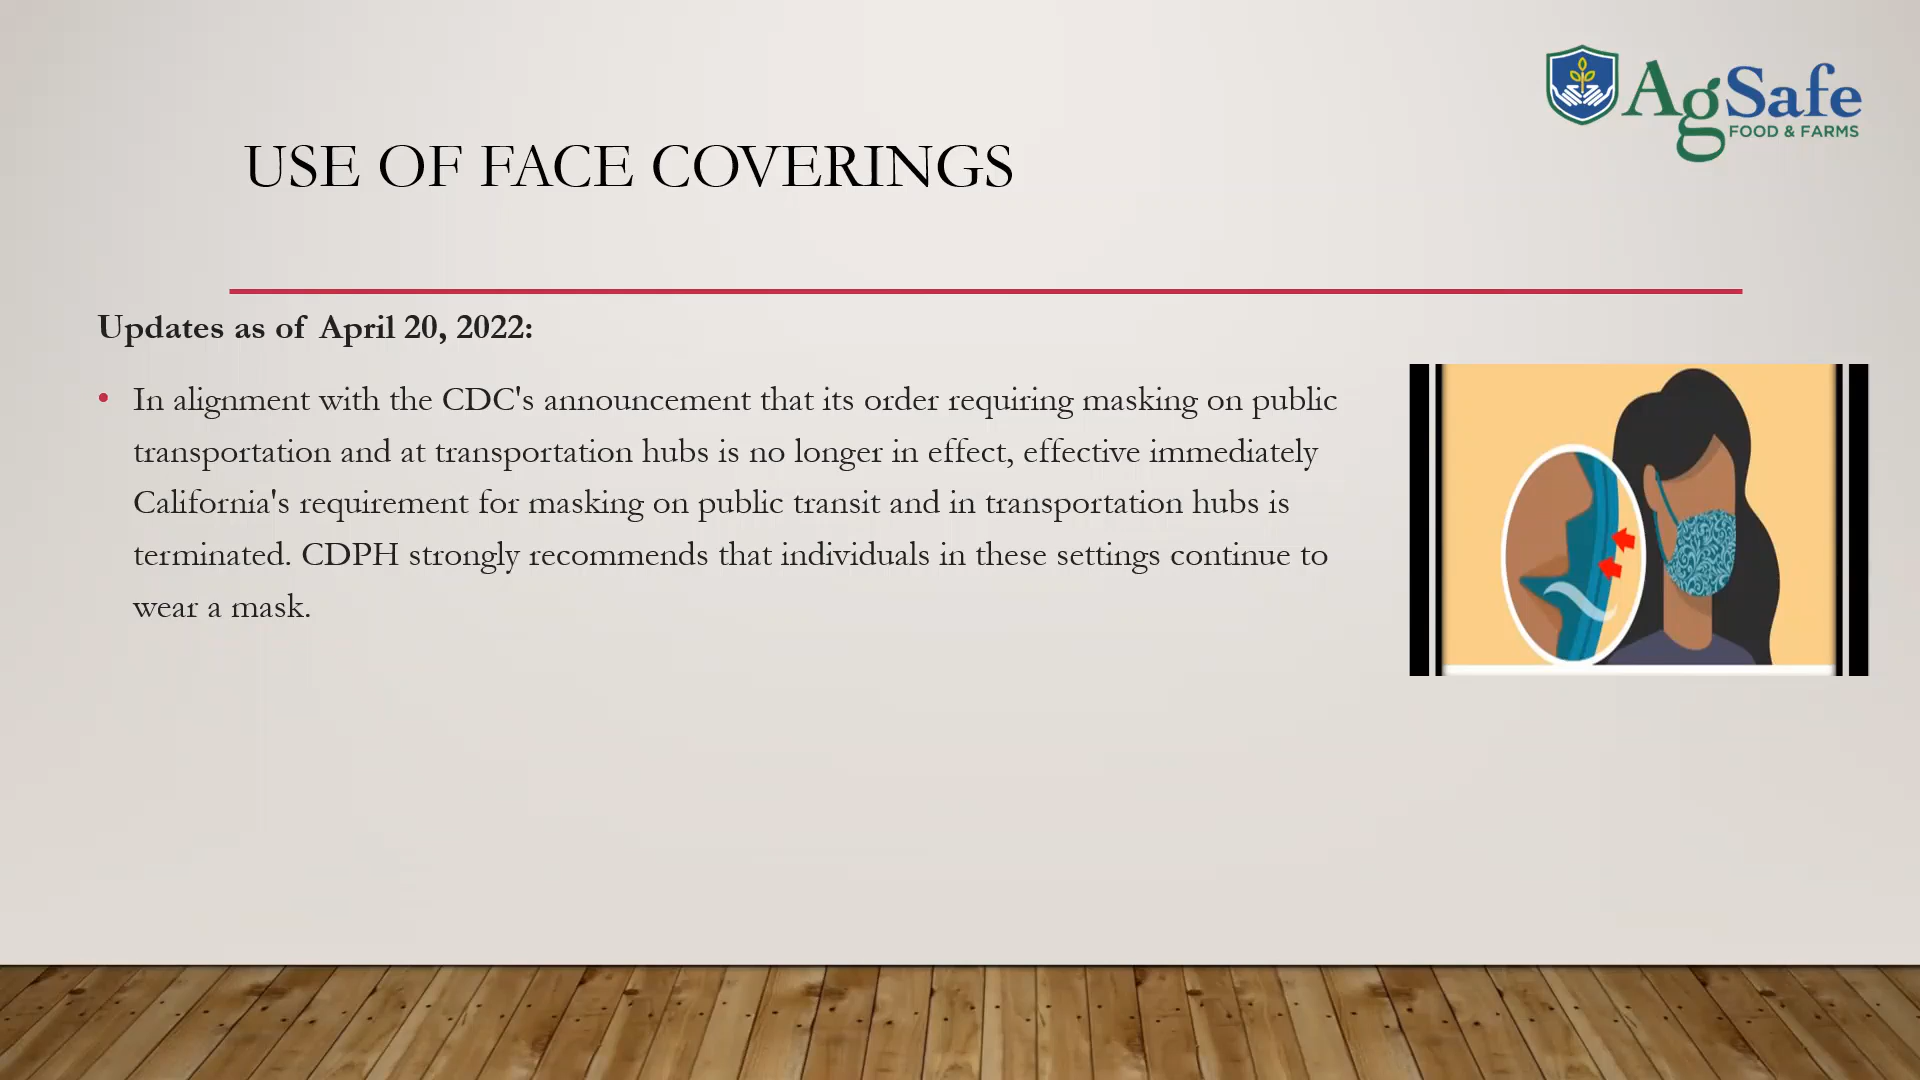 AgSafe
FOOD & FARMS
USE OF FACE COVERINGS
Updates as of April 20, 2022:
• In alignment with the CDC's announcement that its order requiring masking on public
transportation and at transportation hubs is no longer in effect, effective immediately
California's requirement for masking on public transit and in transportation hubs is
terminated. CDPH strongly recommends that individuals in these settings continue to
wear a mask.